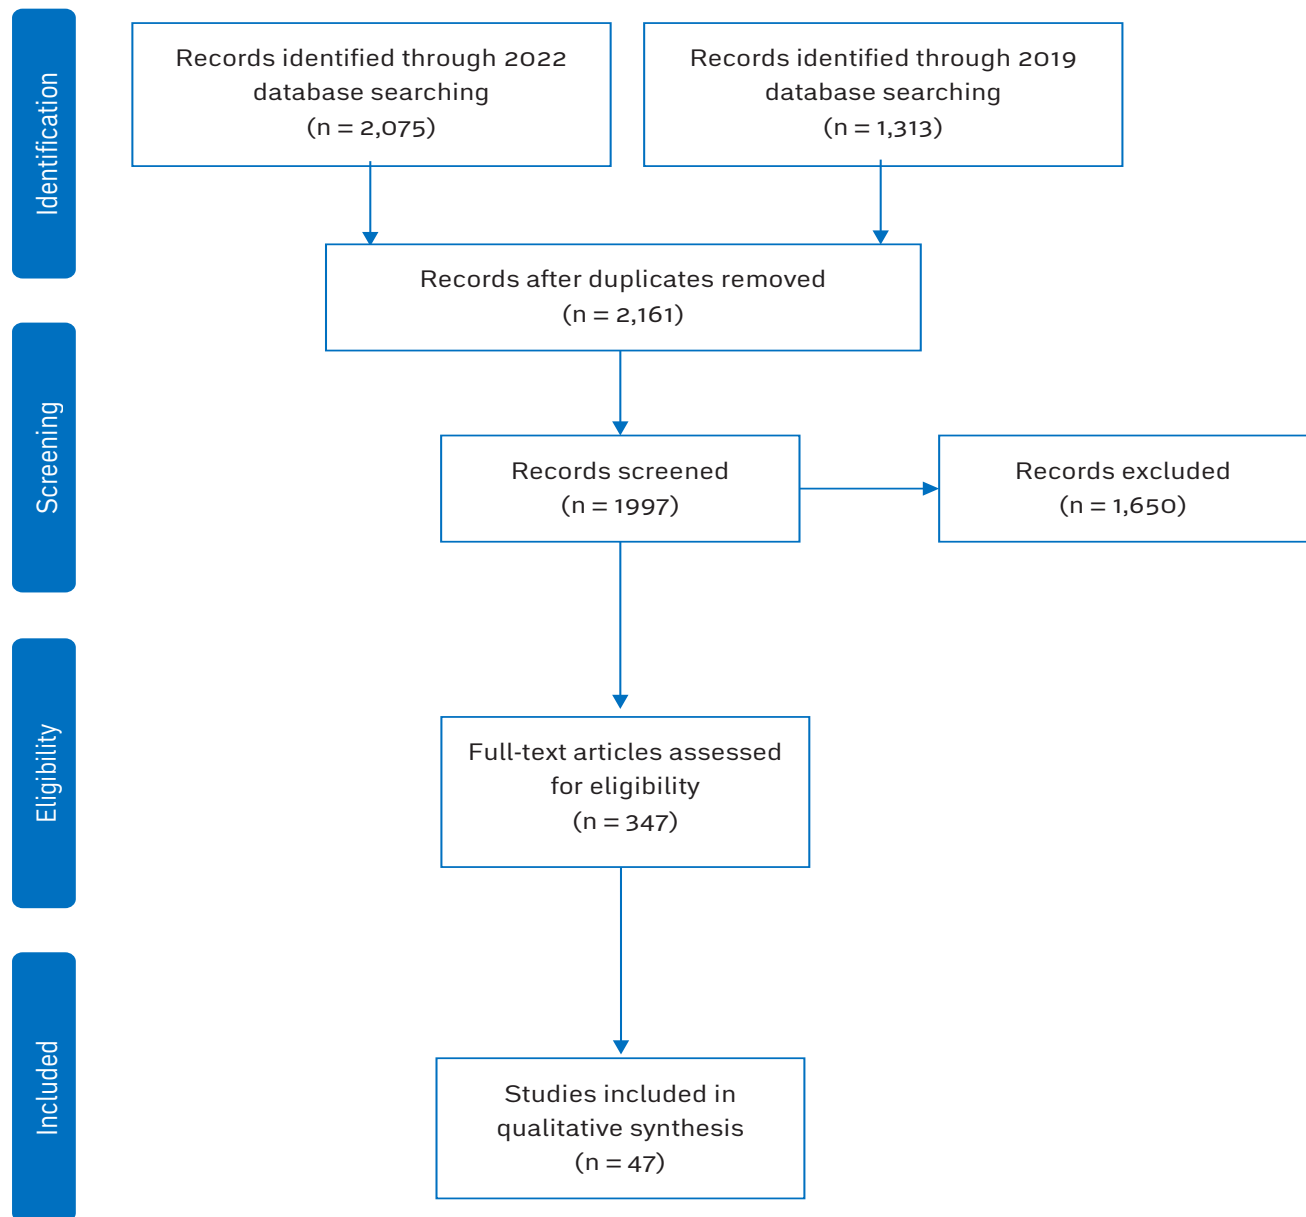 Identification
Records identified through 2022
database searching
(n = 2,075)
Records identified through 2019
database searching
(n = 1,313)
Records after duplicates removed
(n = 2,161)
Screening
Records screened
(n = 1997)
Records excluded
(n = 1,650)
Eligibility
Full-text articles assessed
for eligibility
(n = 347)
Included
Studies included in
qualitative synthesis
(n = 47)